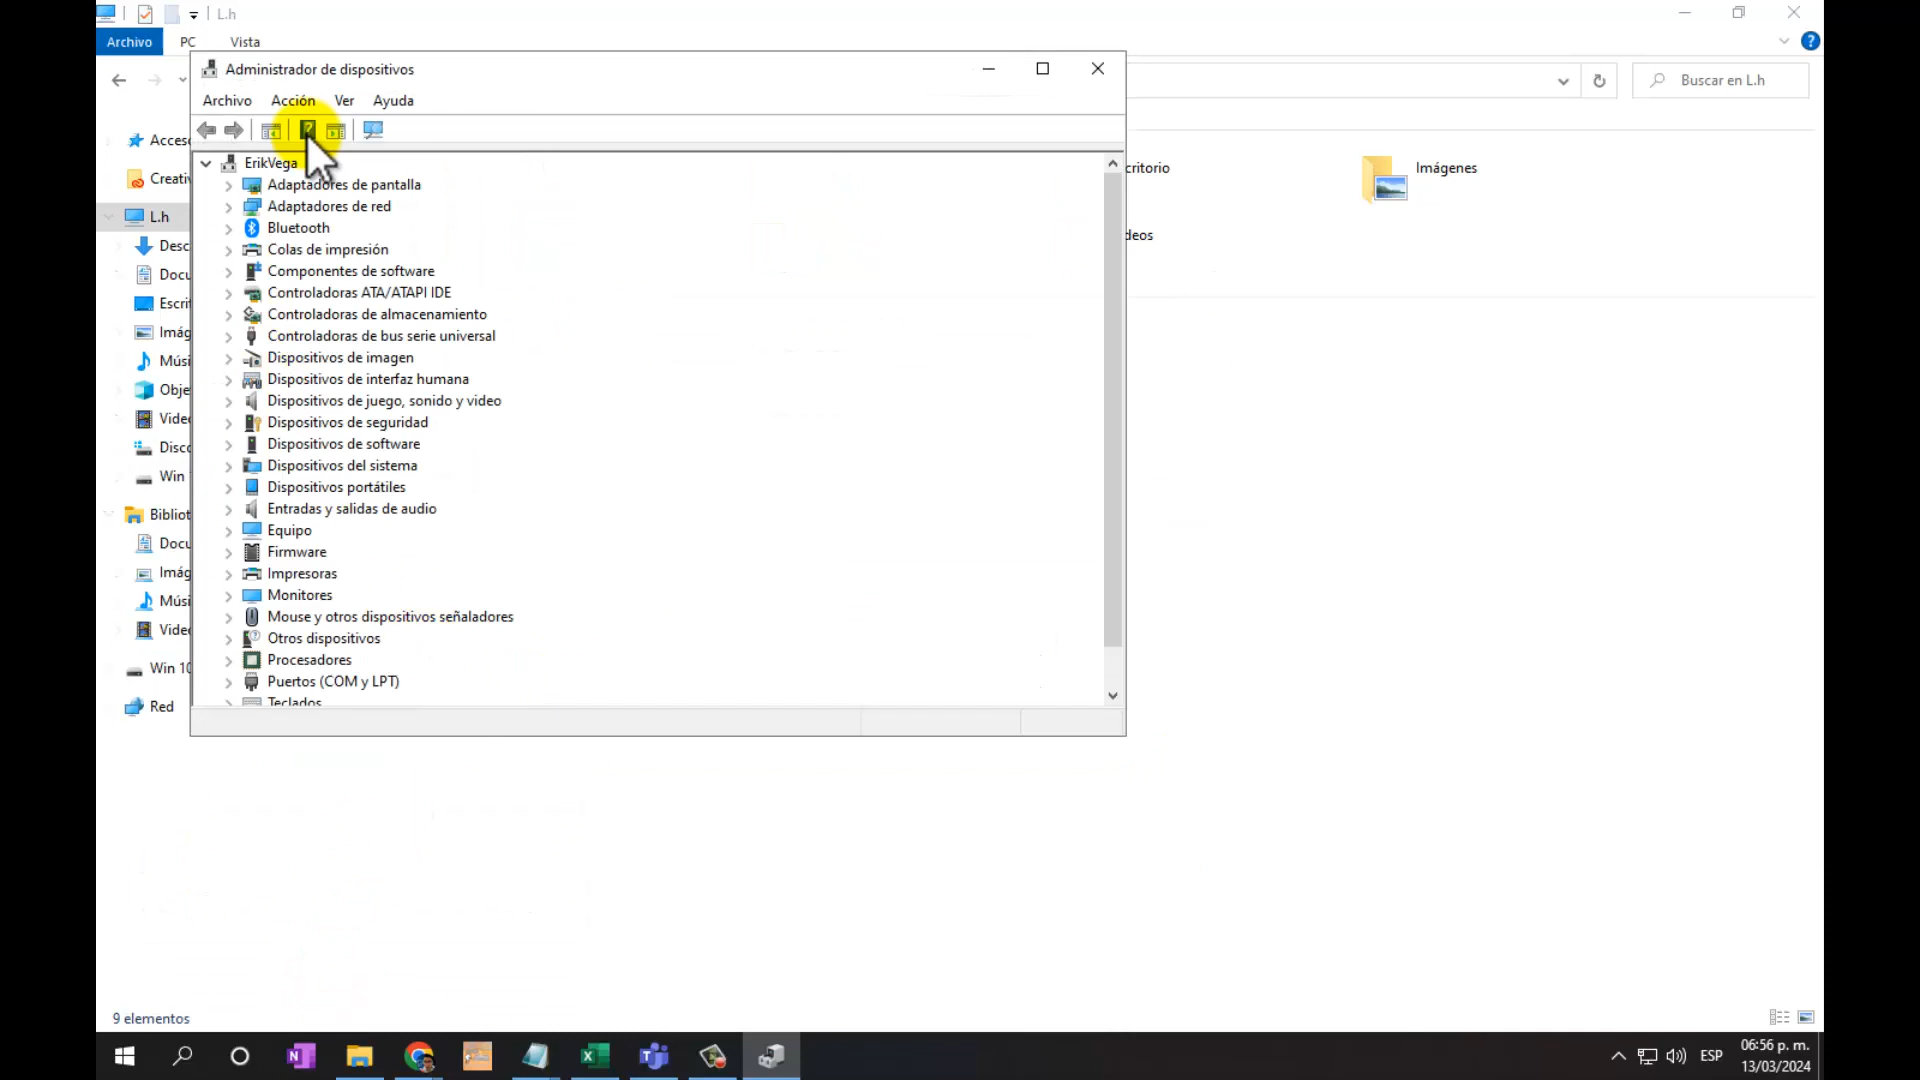 L.h
Archivo PC Vista
Administrador de dispositivos
Archivo Acción Ver Ayuda
Buscar en L.h
ErikVega
Adaptadores de pantalla
Adaptadores de red
Bluetooth
Colas de impresión
Componentes de software
Controladoras ATA/ATAPI IDE
Controladoras de almacenamiento
Controladoras de bus serie universal
Dispositivos de imagen
Dispositivos de interfaz humana
Dispositivos de juego, sonido y video
Dispositivos de seguridad
Dispositivos de software
Dispositivos del sistema
Dispositivos portátiles
Entradas y salidas de audio
Equipo
Firmware
Impresoras
Monitores
Mouse y otros dispositivos señaladores
Otros dispositivos
Procesadores
Puertos (COM y LPT)
Teclados
Acces
Creativ
L.h
Desc
Docu
Escrit
Imág
Músi
Obje
Vide
Disco
Win
Bibliot
Docu
Imág
Músi
Vide
Win 10
Red
critorio
Imágenes
deos
9 elementos
ESP
06:56 p. m.
13/03/2024